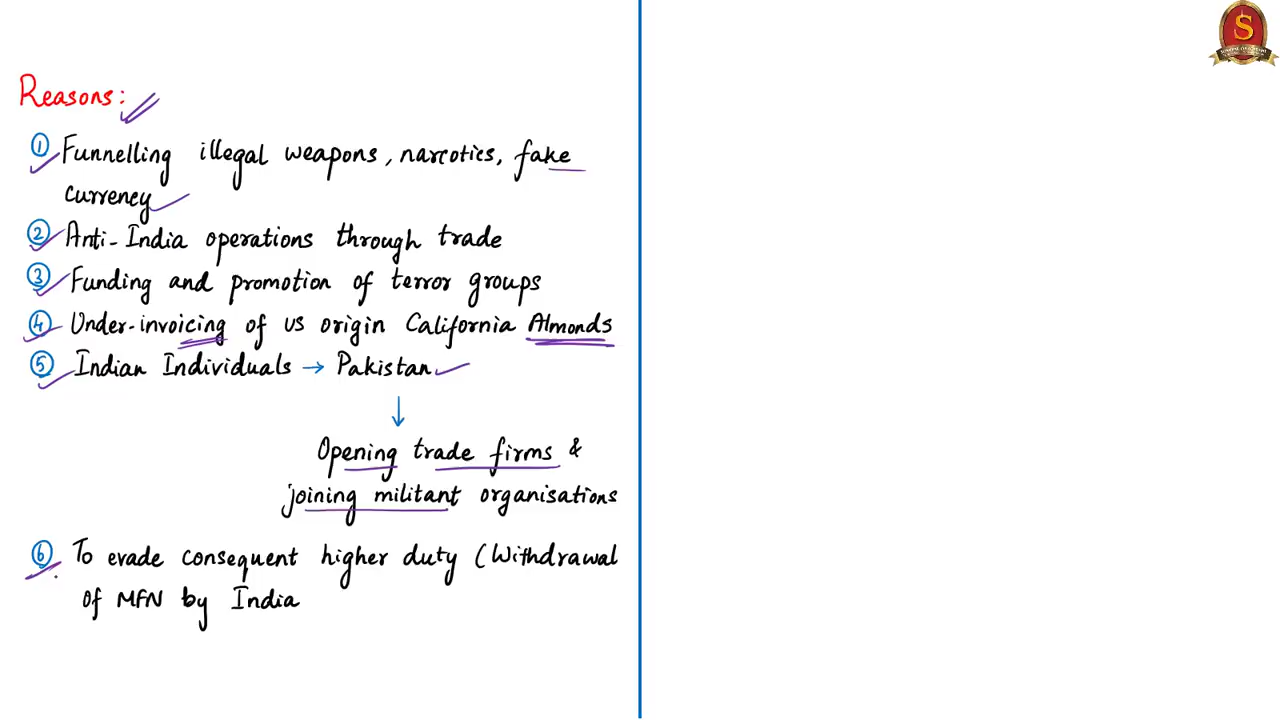 Reasons:
① Funnelling illegal weapons, narcotics, fake
currency
② Anti-India operations through trade
③ Funding and promotion of terror groups
④ Under-invoicing of US origin California Almonds
⑤ Indian Individuals → Pakistan
Opening trade firms &
joining militant organisations
⑥ To evade consequent higher duty (Withdrawal
of MFN by India
S